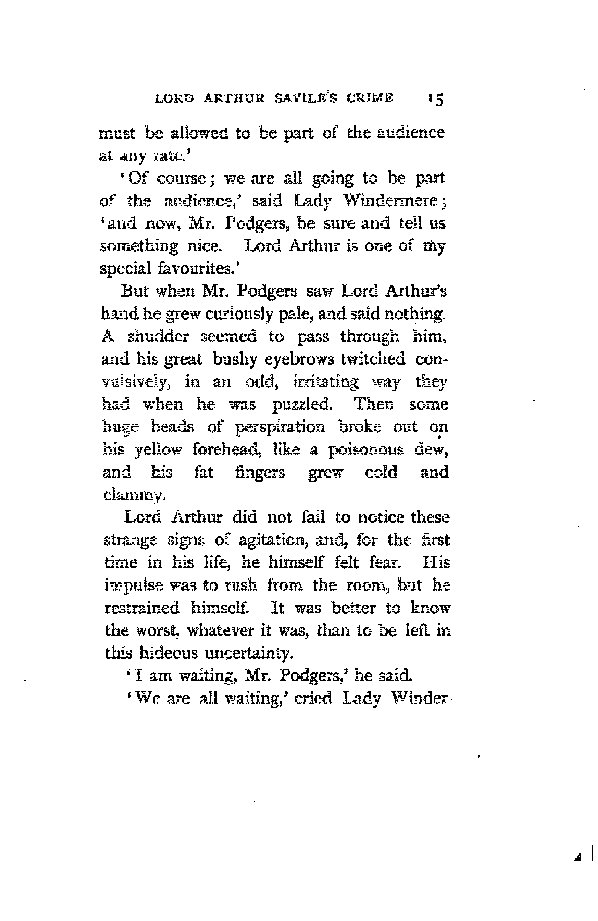 LORD ARTHUR SAVILE'S CRIME 15
must be allowed to be part of the audience
at any rate.'
'Of course; we are all going to be part
of the audience,' said Lady Windermere;
'and now, Mr. Podgers, be sure and tell us
something nice. Lord Arthur is one of my
special favourites.'
But when Mr. Podgers saw Lord Arthur's
hand he grew curiously pale, and said nothing.
A shudder seemed to pass through him,
and his great bushy eyebrows twitched con-
vulsively, in an odd, irritating way they
had when he was puzzled. Then some
huge beads of perspiration broke out on
his yellow forehead, like a poisonous dew,
and his fat fingers grew cold and
clammy.
Lord Arthur did not fail to notice these
strange signs of agitation, and, for the first
time in his life, he himself felt fear. His
impulse was to rush from the room, but he
restrained himself. It was better to know
the worst, whatever it was, than to be left in
this hideous uncertainty.
'I am waiting, Mr. Podgers,' he said.
'We are all waiting,' cried Lady Winder-